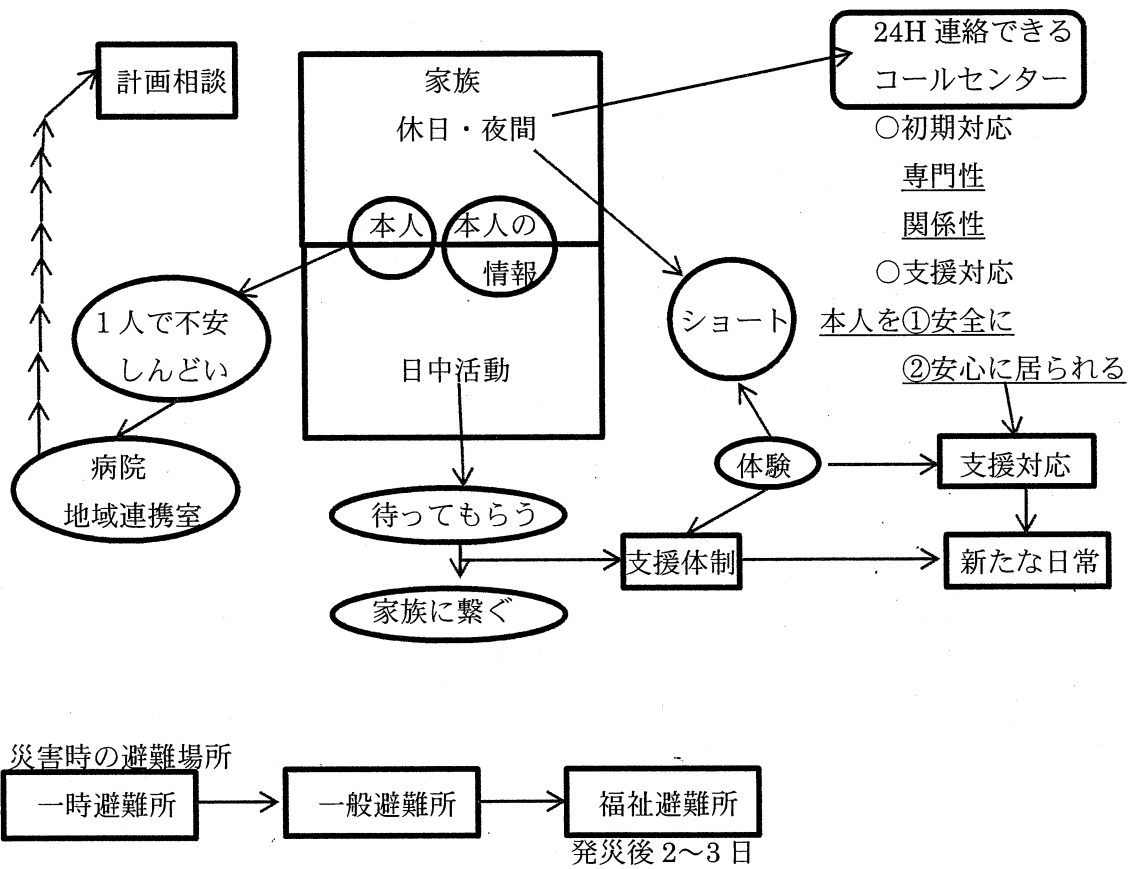 計画相談
家族
休日・夜間
本人
本人の
情報
日中活動
24H 連絡できる
コールセンター
○初期対応
専門性
関係性
○支援対応
本人を①安全に
②安心に居られる
1人で不安
しんどい
病院
地域連携室
ショート
体験
支援対応
待ってもらう
支援体制
新たな日常
家族に繋ぐ
災害時の避難場所
一時避難所
一般避難所
福祉避難所
発災後2～3日